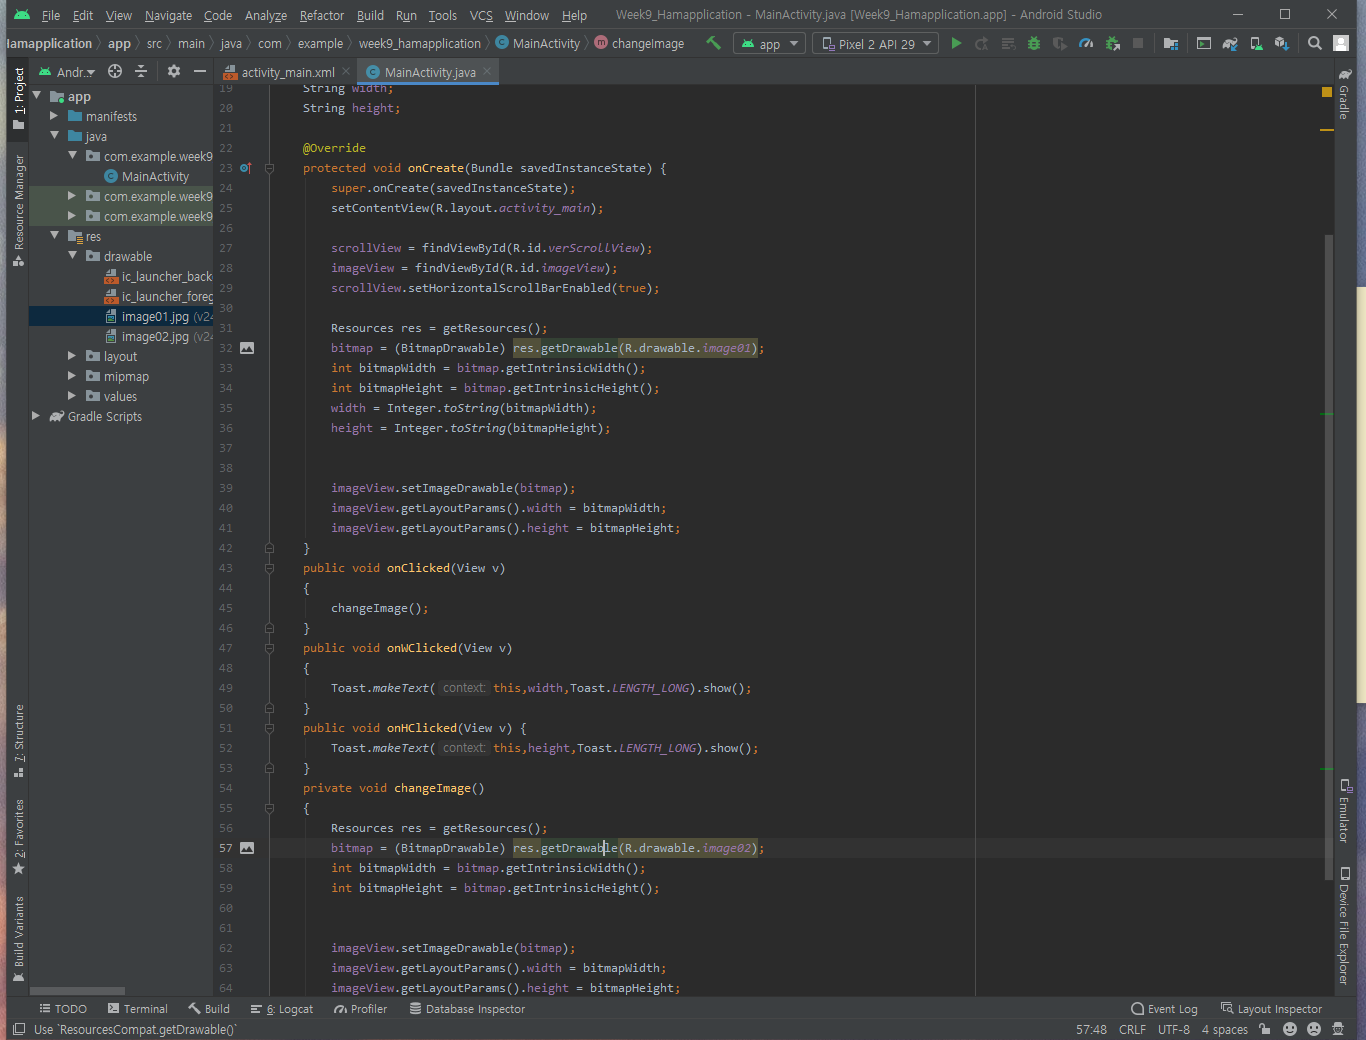 File Edit View Navigate Code Analyze Refactor Build Run Tools VCS Window Help Week9_Hamapplication - MainActivity.java [Week9_Hamapplication.app] - Android Studio
Hamapplication app src main java com example week9_hamapplication MainActivity changeImage app Pixel 2 API 29
Andr.. activity_main.xml MainActivity.java
1: Project
Resource Manager
7: Structure
2: Favorites
Build Variants
app
manifests
java
com.example.week9
MainActivity
com.example.week9
com.example.week9
res
drawable
ic_launcher_back
ic_launcher_foreg
image01.jpg (v24
image02.jpg (v24
layout
mipmap
values
Gradle Scripts
19 String width;
20 String height;
21
22 @Override
23 protected void onCreate(Bundle savedInstanceState) {
24 super.onCreate(savedInstanceState);
25 setContentView(R.layout.activity_main);
26
27 scrollView = findViewById(R.id.verScrollView);
28 imageView = findViewById(R.id.imageView);
29 scrollView.setHorizontalScrollBarEnabled(true);
30
31 Resources res = getResources();
32 bitmap = (BitmapDrawable) res.getDrawable(R.drawable.image01);
33 int bitmapWidth = bitmap.getIntrinsicWidth();
34 int bitmapHeight = bitmap.getIntrinsicHeight();
35 width = Integer.toString(bitmapWidth);
36 height = Integer.toString(bitmapHeight);
37
38
39 imageView.setImageDrawable(bitmap);
40 imageView.getLayoutParams().width = bitmapWidth;
41 imageView.getLayoutParams().height = bitmapHeight;
42 }
43 public void onClicked(View v)
44 {
45 changeImage();
46 }
47 public void onWClicked(View v)
48 {
49 Toast.makeText( context: this,width,Toast.LENGTH_LONG).show();
50 }
51 public void onHClicked(View v) {
52 Toast.makeText( context: this,height,Toast.LENGTH_LONG).show();
53 }
54 private void changeImage()
55 {
56 Resources res = getResources();
57 bitmap = (BitmapDrawable) res.getDrawable(R.drawable.image02);
58 int bitmapWidth = bitmap.getIntrinsicWidth();
59 int bitmapHeight = bitmap.getIntrinsicHeight();
60
61
62 imageView.setImageDrawable(bitmap);
63 imageView.getLayoutParams().width = bitmapWidth;
64 imageView.getLayoutParams().height = bitmapHeight;
Gradle
Emulator
Device File Explorer
TODO Terminal Build 6: Logcat Profiler Database Inspector Event Log Layout Inspector
Use `ResourcesCompat.getDrawable()` 57:48 CRLF UTF-8 4 spaces